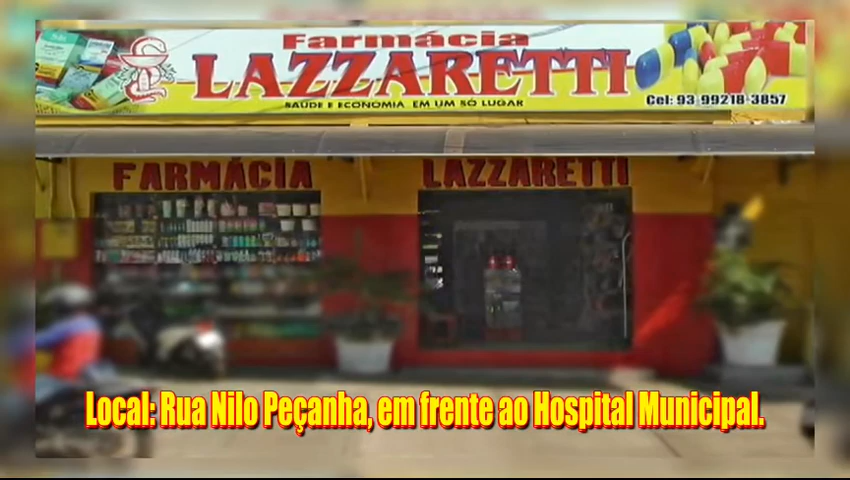 Farmácia
LAZZARETTI
SAÚDE E ECONOMIA EM UM SÓ LUGAR
Cel: 93-99218-3857
FARMÁCIA LAZZARETTI
Local: Rua Nilo Peçanha, em frente ao Hospital Municipal.